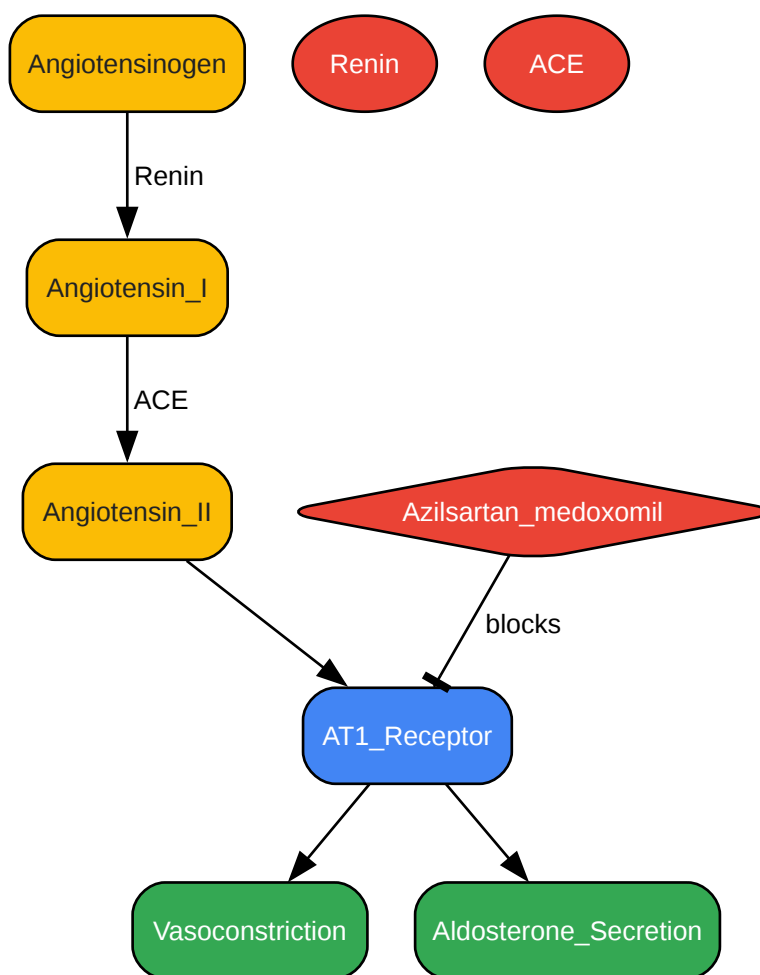 Angiotensinogen
Renin
ACE
Renin
Angiotensin_I
ACE
Angiotensin_II
Azilsartan_medoxomil
blocks
AT1_Receptor
Vasoconstriction
Aldosterone_Secretion